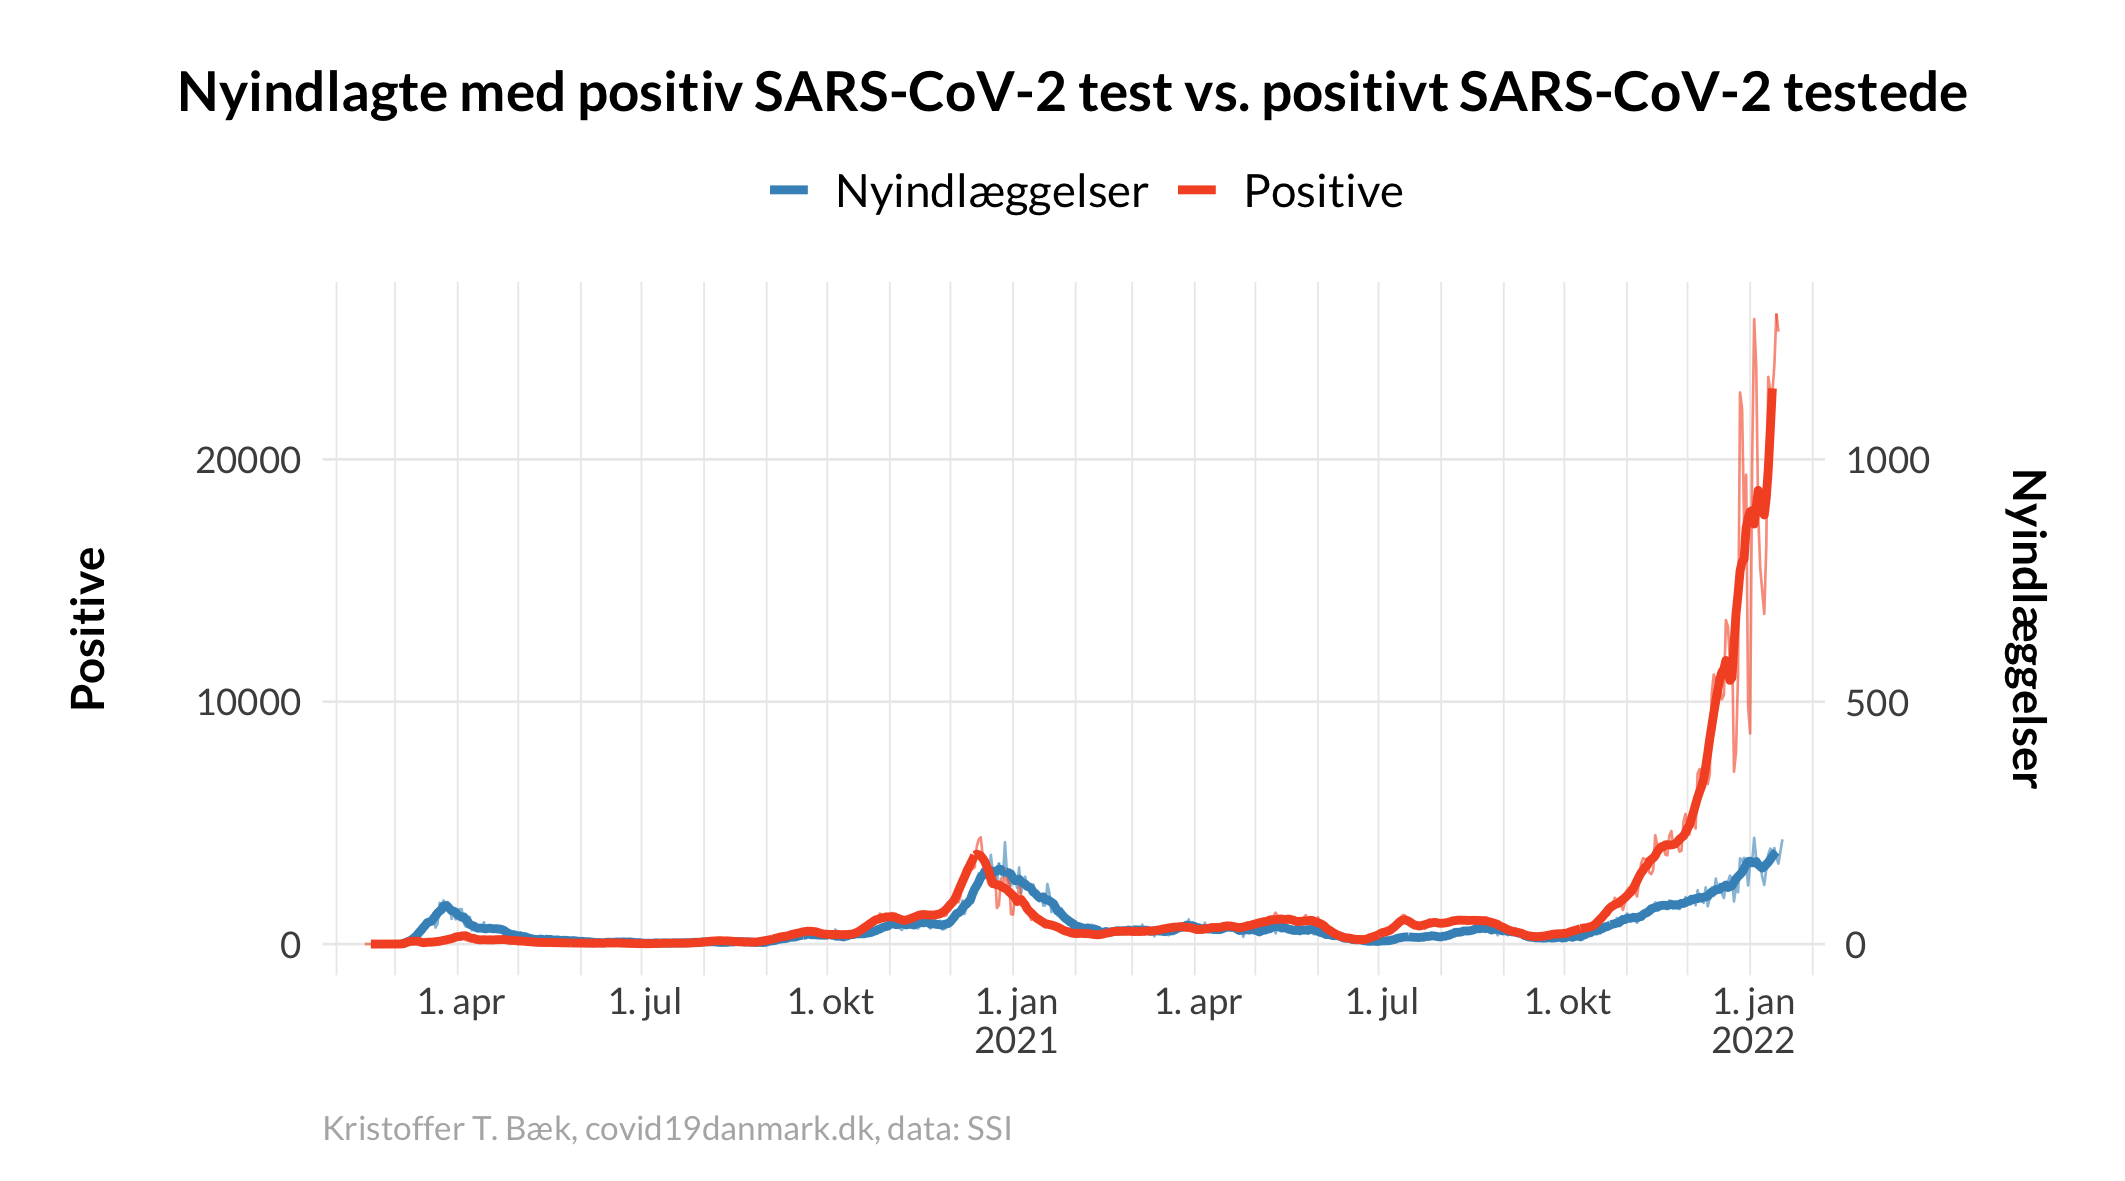 Nyindlagte med positiv SARS-CoV-2 test vs. positivt SARS-CoV-2 testede
Nyindlæggelser Positive
Positive
20000
10000
0
1000
500
0
Nyindlæggelser
1. apr 1. jul 1. okt 1. jan 1. apr 1. jul 1. okt 1. jan
2021 2022
Kristoffer T. Bæk, covid19danmark.dk, data: SSI